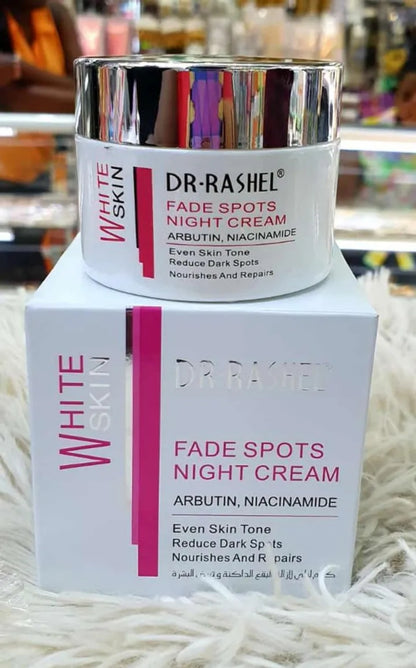 WHITE
SKIN
DR·RASHEL®
FADE SPOTS
NIGHT CREAM
ARBUTIN, NIACINAMIDE
Even Skin Tone
Reduce Dark Spots
Nourishes And Repairs
WHITE
SKIN
DR·RASHEL®
FADE SPOTS
NIGHT CREAM
ARBUTIN, NIACINAMIDE
Even Skin Tone
Reduce Dark Spots
Nourishes And Repairs
البشرة